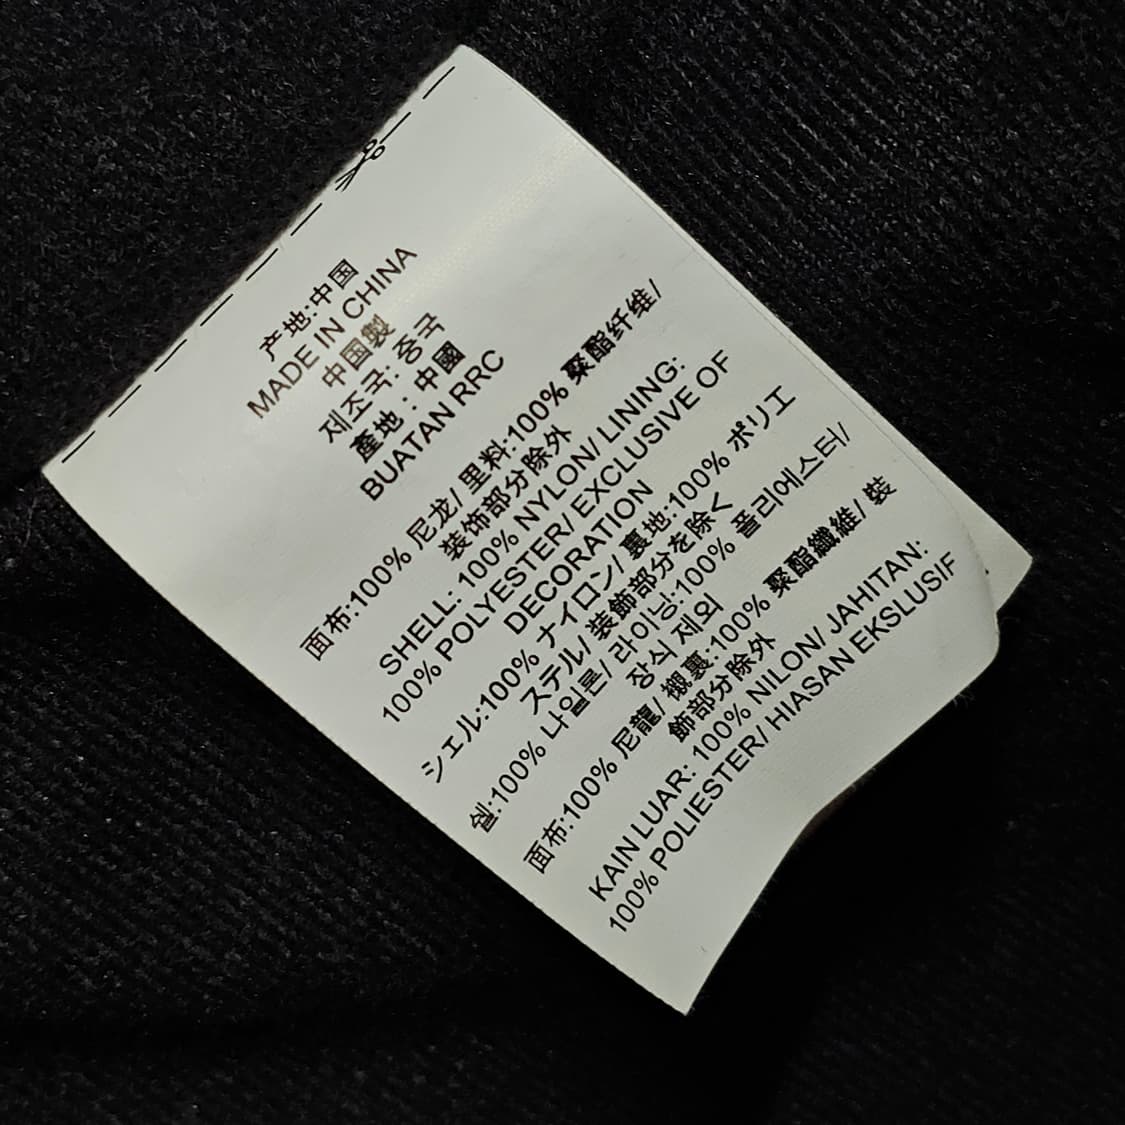 产地:中国
MADE IN CHINA
中国製
제조국: 중국
產地：中國
BUATAN RRC
面布:100% 尼龙/ 里料:100% 聚酯纤维/
装饰部分除外
SHELL: 100% NYLON/ LINING:
100% POLYESTER/ EXCLUSIVE OF
DECORATION
シェル:100% ナイロン/ 裏地:100% ポリエ
ステル/ 装飾部分を除く
쉘:100% 나일론/ 라이닝:100% 폴리에스터/
장식 제외
面布:100% 尼龍/ 襯裏:100% 聚酯纖維/ 裝
飾部分除外
KAIN LUAR: 100% NILON/ JAHITAN:
100% POLIESTER/ HIASAN EKSLUSIF